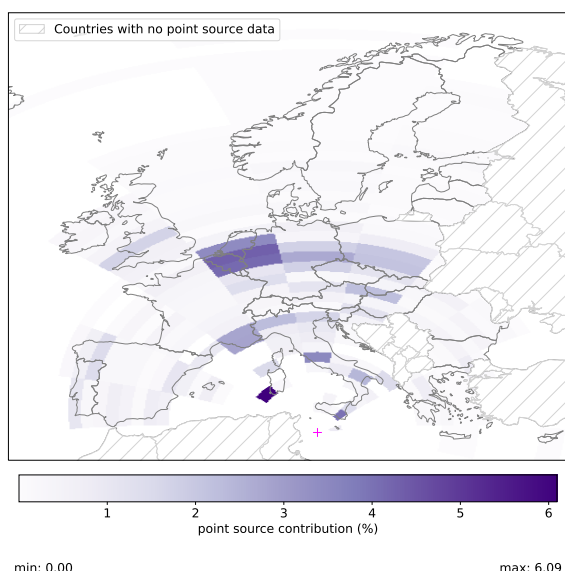 Countries with no point source data
1 2 3 4 5 6
point source contribution (%)
min: 0.00 max: 6.09